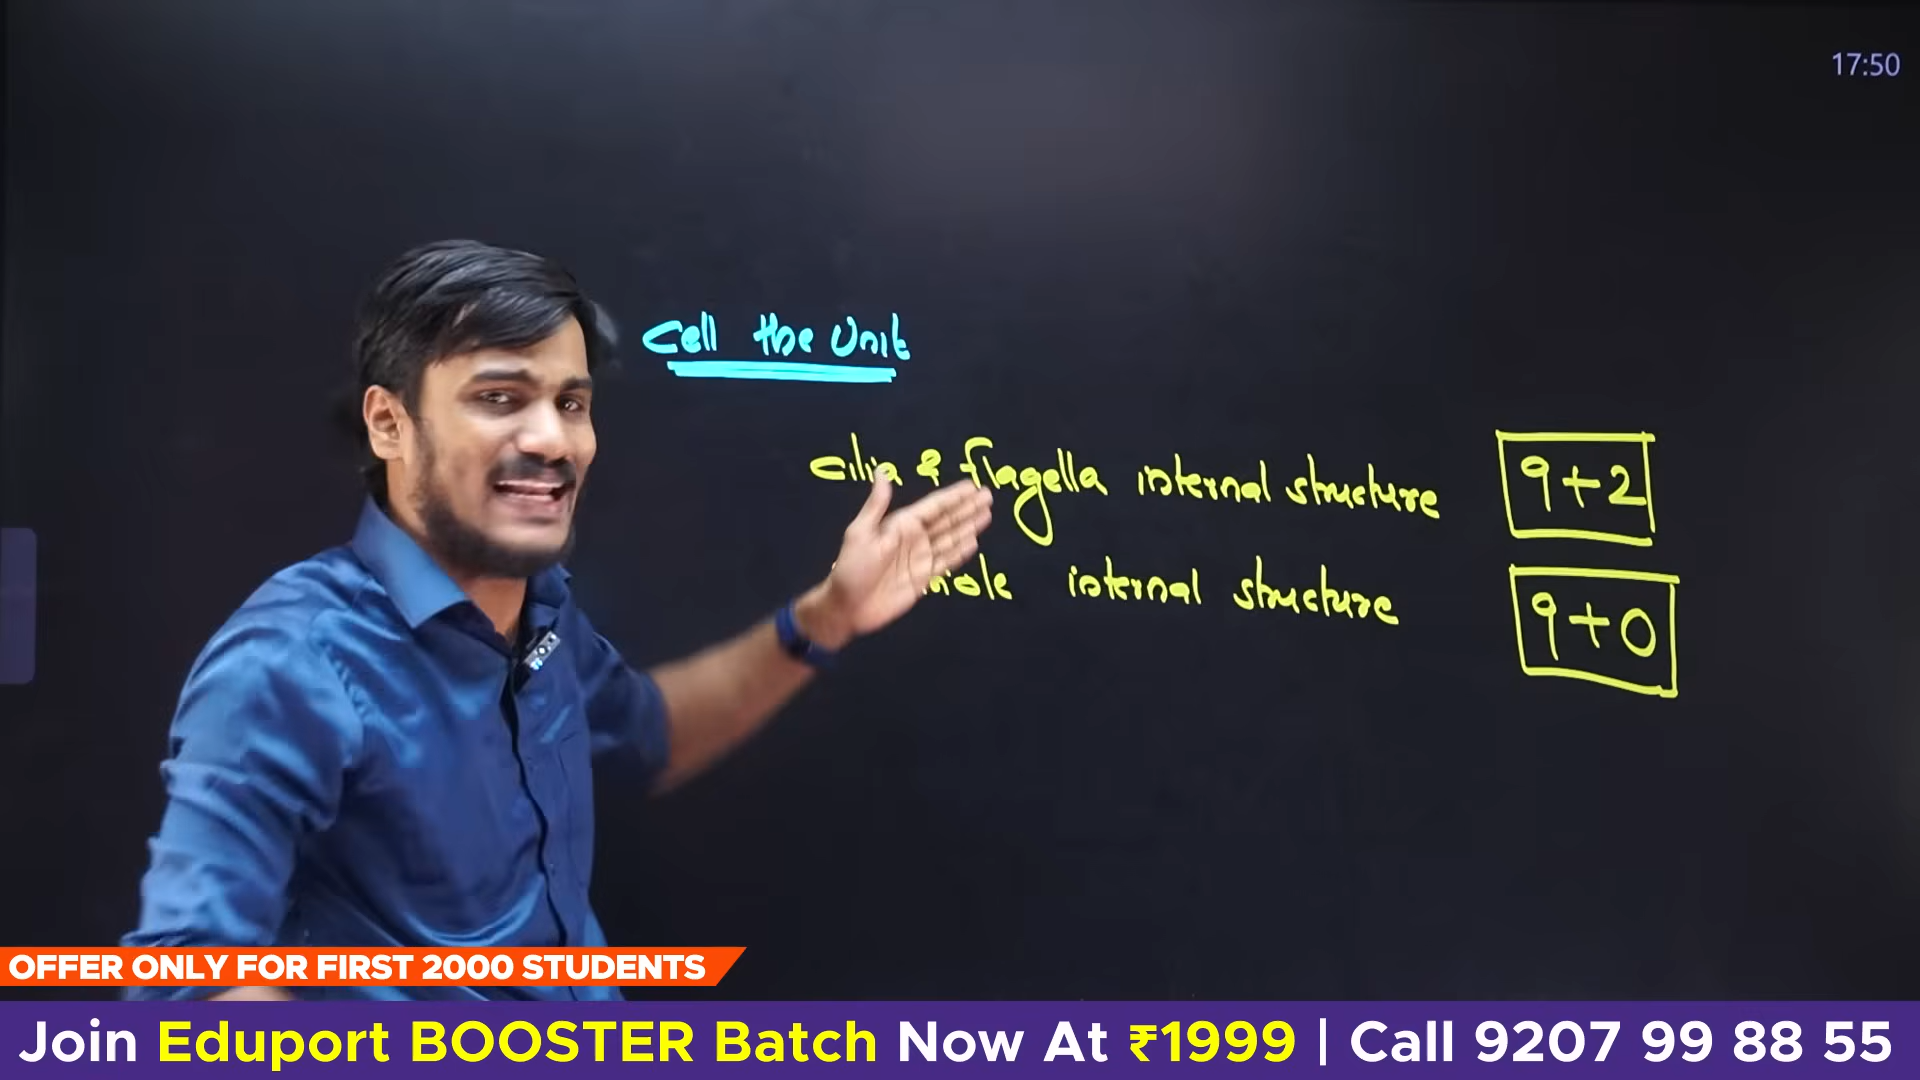 17:50
Cell the Unit
Cilia & flagella internal structure 9+2
internal structure 9+0
OFFER ONLY FOR FIRST 2000 STUDENTS
Join Eduport BOOSTER Batch Now At ₹1999 | Call 9207 99 88 55